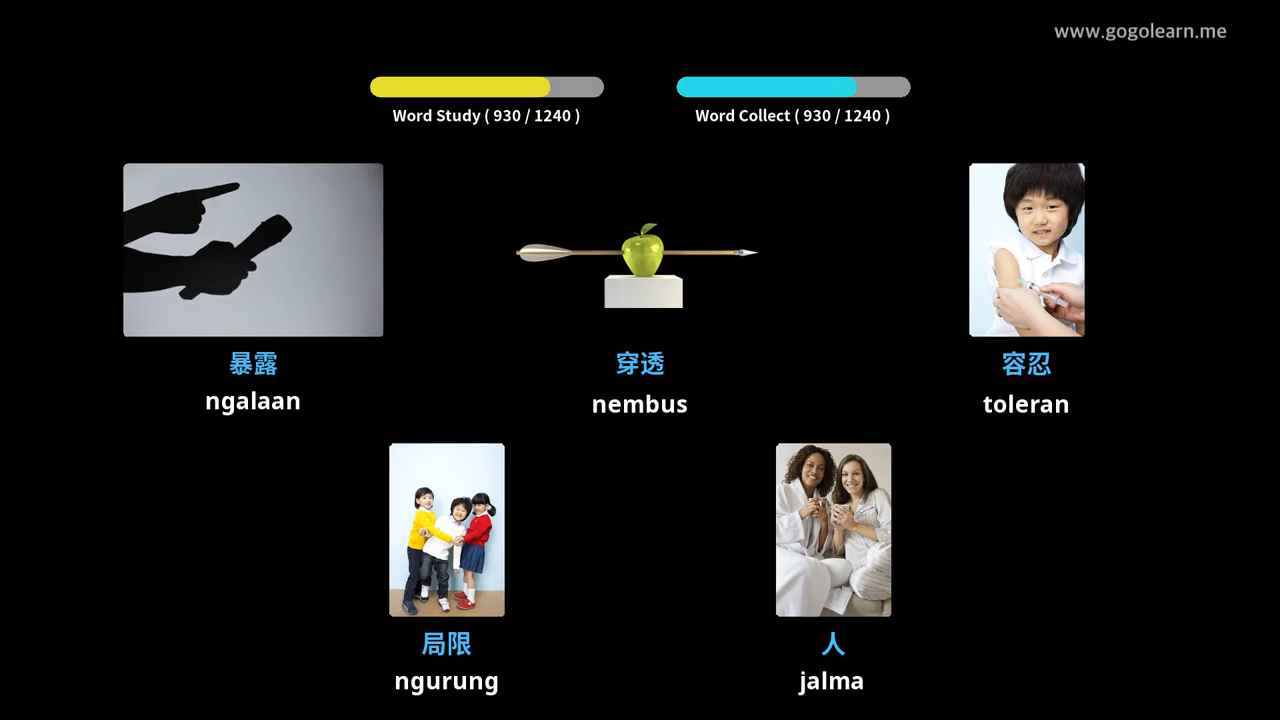 www.gogolearn.me
Word Study ( 930 / 1240 )
Word Collect ( 930 / 1240 )
暴露
ngalaan
穿透
nembus
容忍
toleran
局限
ngurung
人
jalma